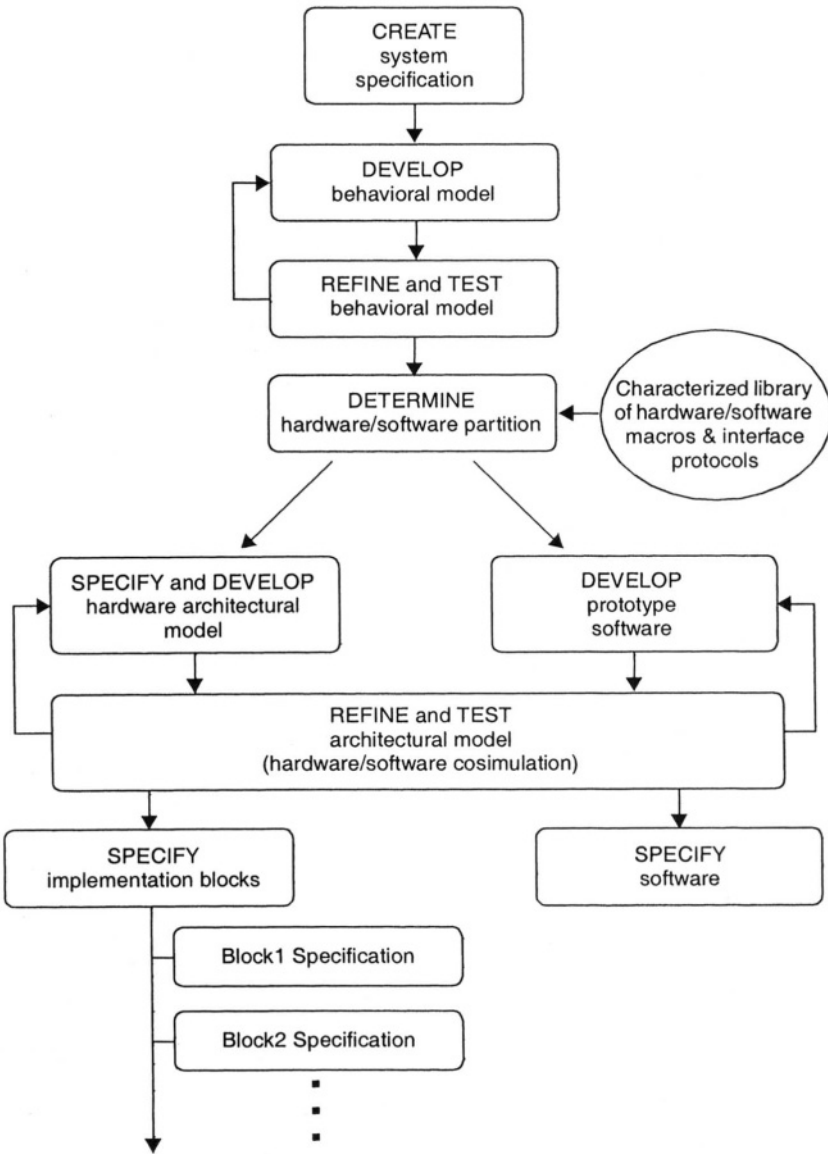 CREATE
system
specification
DEVELOP
behavioral model
REFINE and TEST
behavioral model
DETERMINE
hardware/software partition
Characterized library
of hardware/software
macros & interface
protocols
SPECIFY and DEVELOP
hardware architectural
model
DEVELOP
prototype
software
REFINE and TEST
architectural model
(hardware/software cosimulation)
SPECIFY
implementation blocks
SPECIFY
software
Block1 Specification
Block2 Specification